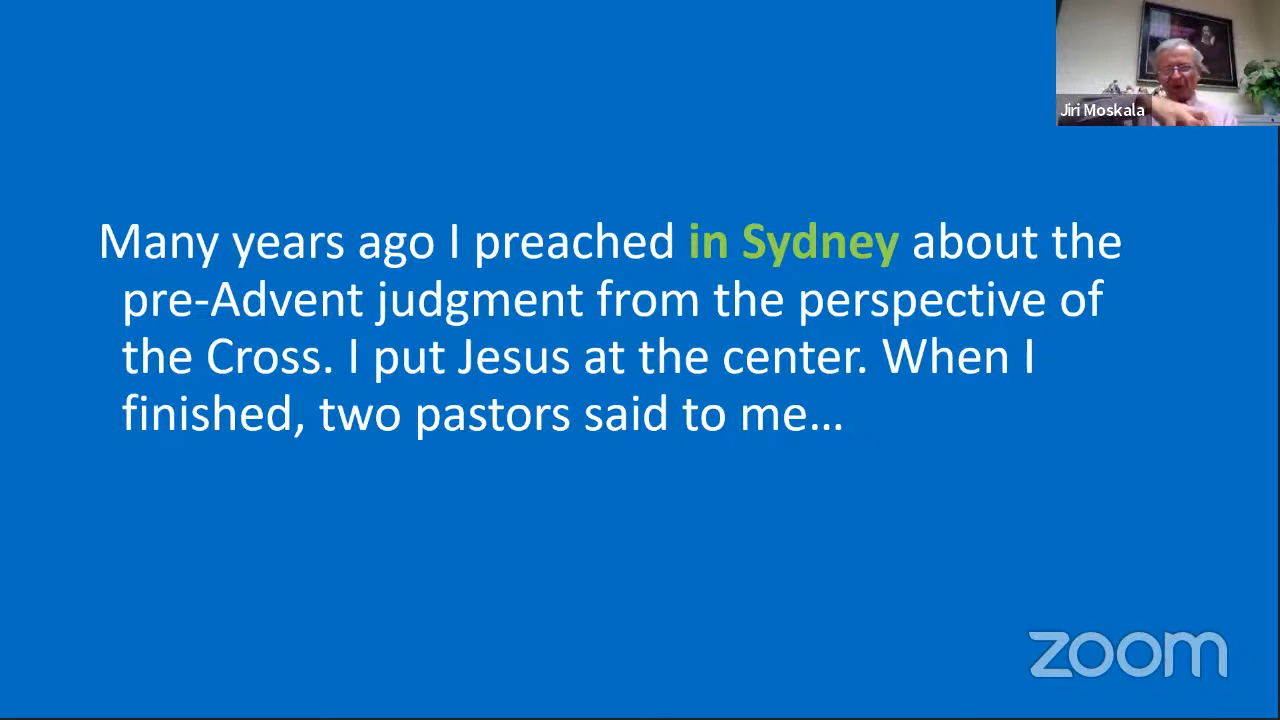 Jiri Moskala
Many years ago I preached in Sydney about the
pre-Advent judgment from the perspective of
the Cross. I put Jesus at the center. When I
finished, two pastors said to me...
zoom